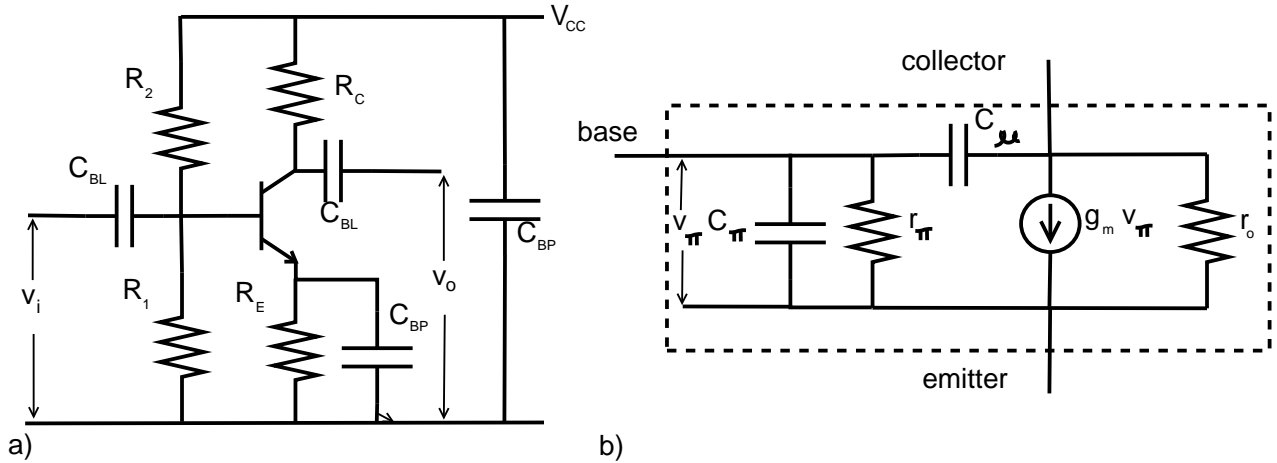 V_CC
R_2
R_C
C_BL
C_BL
C_BP
v_i
R_1
R_E
v_o
C_BP
a)
collector
base
C_μ
v_π
C_π
r_π
g_m v_π
r_o
emitter
b)